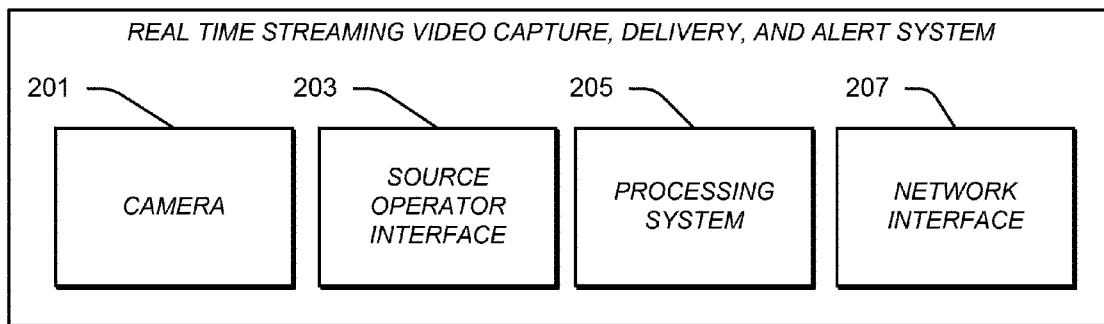 REAL TIME STREAMING VIDEO CAPTURE, DELIVERY, AND ALERT SYSTEM
201
203
205
207
CAMERA
SOURCE
OPERATOR
INTERFACE
PROCESSING
SYSTEM
NETWORK
INTERFACE